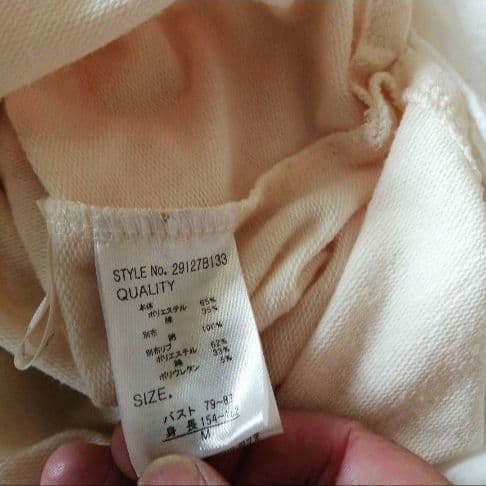 STYLE No. 29127B133
QUALITY
本体
ポリエステル 65%
綿 35%
別布 綿 100%
別布リブ
ポリエステル 62%
綿 33%
ポリウレタン 5%
SIZE.
バスト 79~87
身長 154~162
M